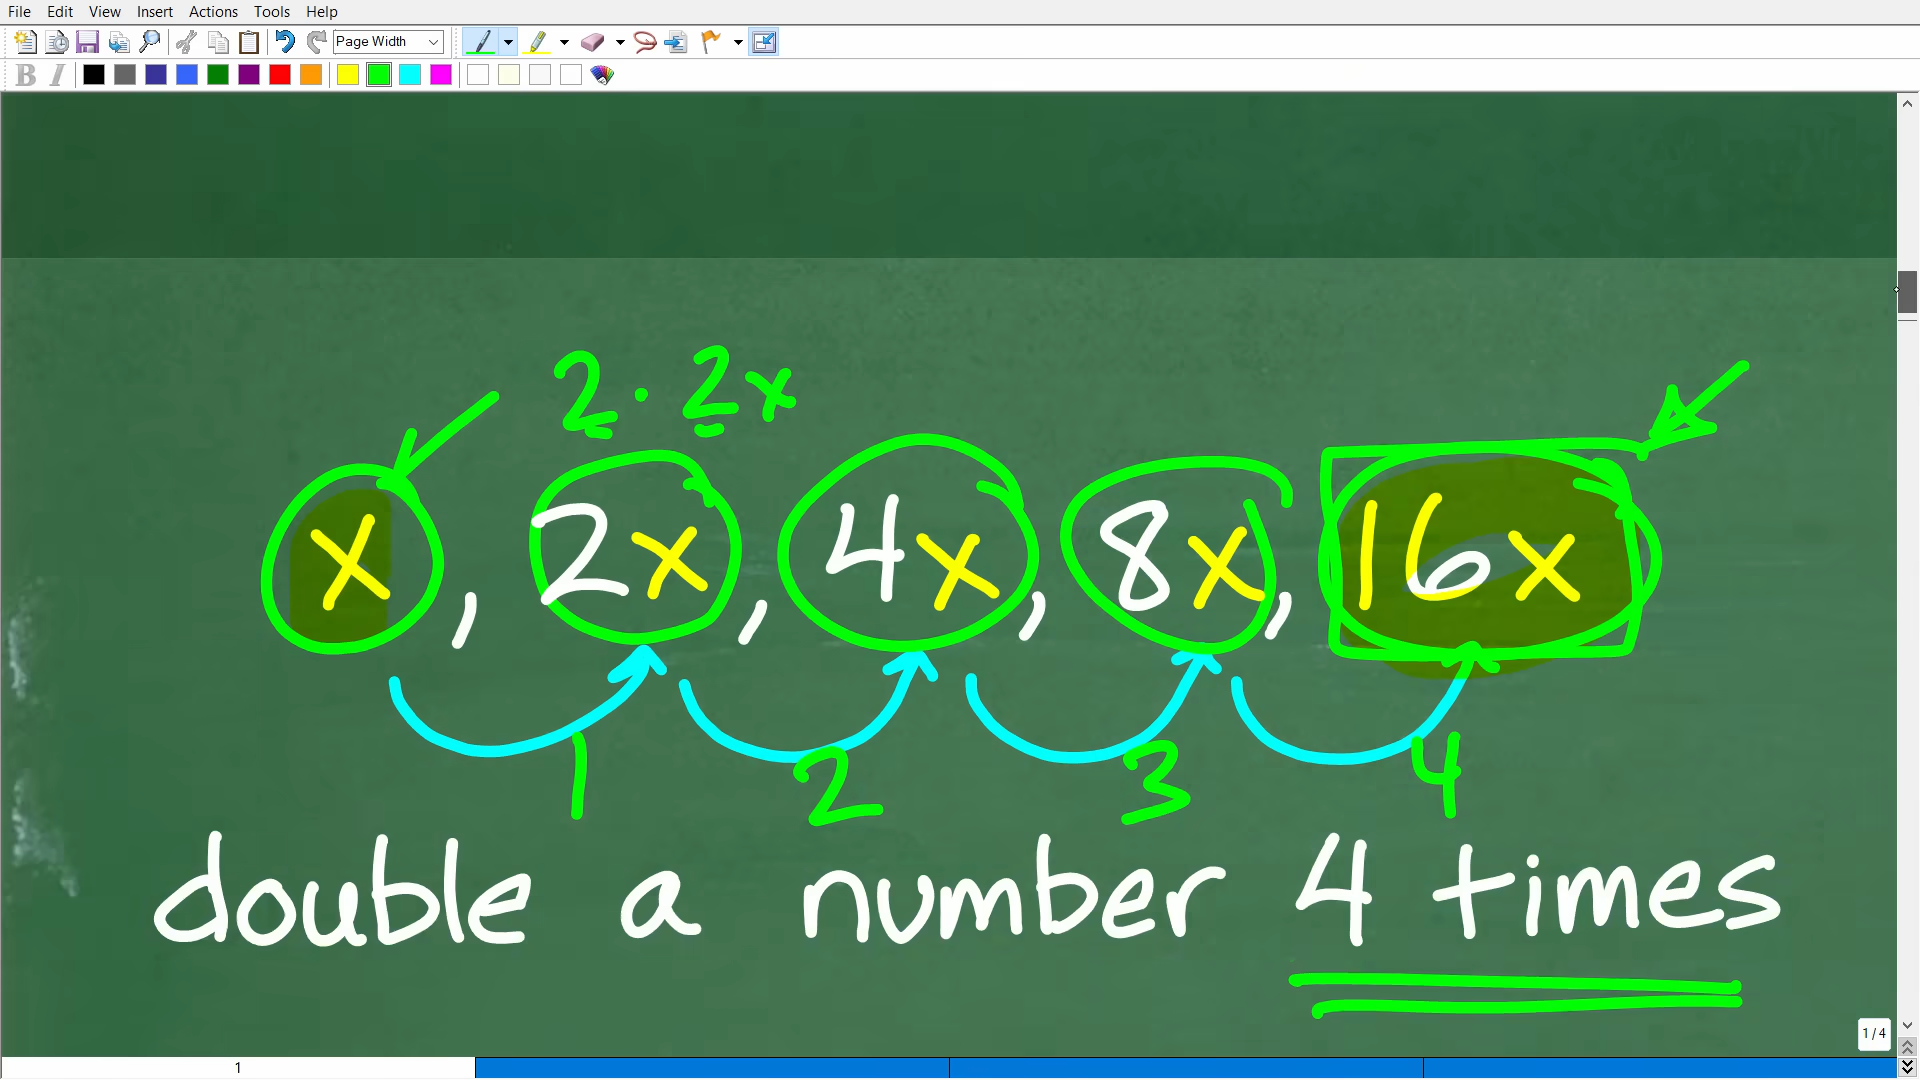 File Edit View Insert Actions Tools Help
Page Width
B I
2 · 2x
x, 2x, 4x, 8x, 16x
1 2 3 4
double a number 4 times
1 / 4
1